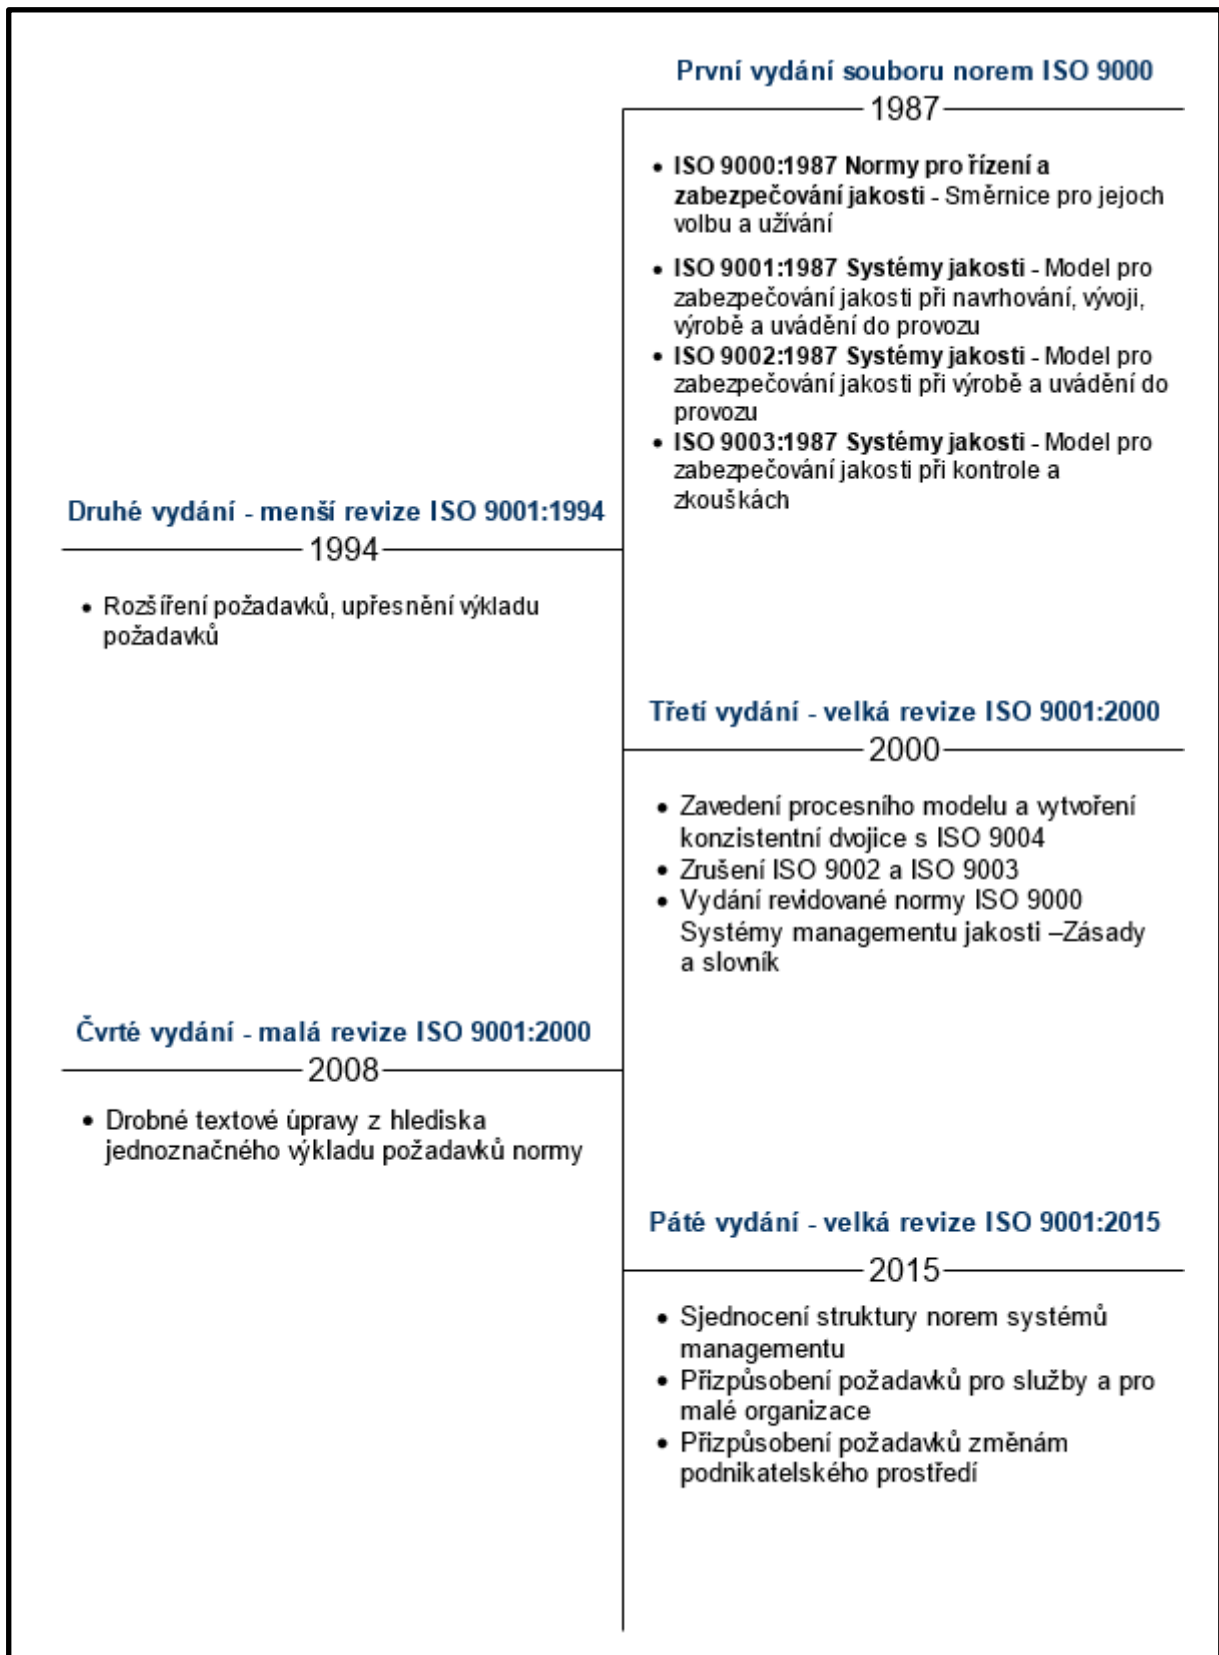 První vydání souboru norem ISO 9000
1987
• ISO 9000:1987 Normy pro řízení a
zabezpečování jakosti - Směrnice pro jejoch
volbu a užívání
• ISO 9001:1987 Systémy jakosti - Model pro
zabezpečování jakosti při navrhování, vývoji,
výrobě a uvádění do provozu
• ISO 9002:1987 Systémy jakosti - Model pro
zabezpečování jakosti při výrobě a uvádění do
provozu
• ISO 9003:1987 Systémy jakosti - Model pro
zabezpečování jakosti při kontrole a
zkouškách
Druhé vydání - menší revize ISO 9001:1994
1994
• Rozšíření požadavků, upřesnění výkladu
požadavků
Třetí vydání - velká revize ISO 9001:2000
2000
• Zavedení procesního modelu a vytvoření
konzistentní dvojice s ISO 9004
• Zrušení ISO 9002 a ISO 9003
• Vydání revidované normy ISO 9000
Systémy managementu jakosti –Zásady
a slovník
Čvrté vydání - malá revize ISO 9001:2000
2008
• Drobné textové úpravy z hlediska
jednoznačného výkladu požadavků normy
Páté vydání - velká revize ISO 9001:2015
2015
• Sjednocení struktury norem systémů
managementu
• Přizpůsobení požadavků pro služby a pro
malé organizace
• Přizpůsobení požadavků změnám
podnikatelského prostředí